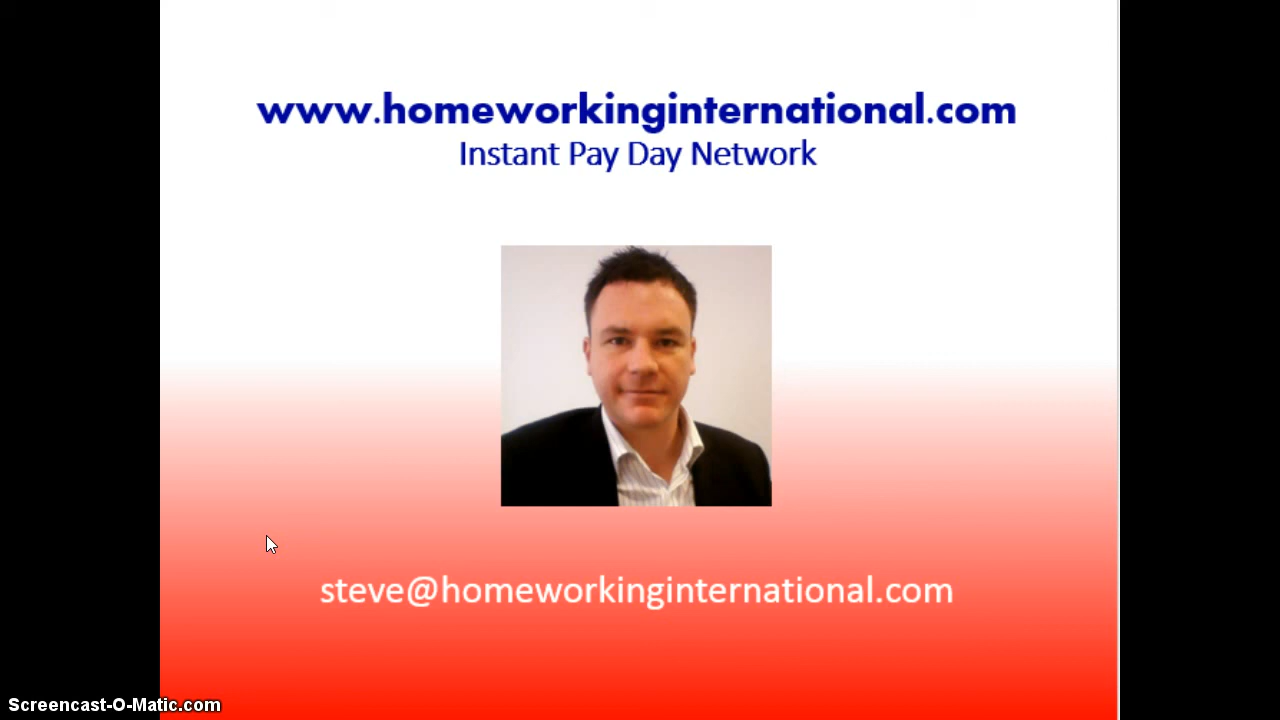 www.homeworkinginternational.com
Instant Pay Day Network
steve@homeworkinginternational.com
Screencast-O-Matic.com